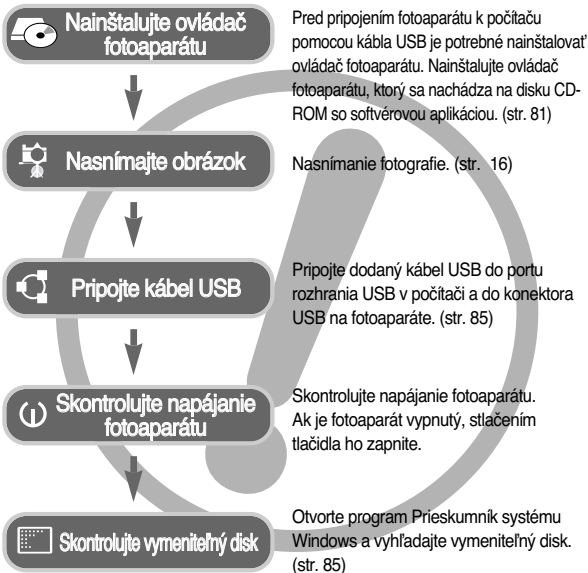 Nainštalujte ovládač
fotoaparátu
Pred pripojením fotoaparátu k počítaču
pomocou kábla USB je potrebné nainštalovať
ovládač fotoaparátu. Nainštalujte ovládač
fotoaparátu, ktorý sa nachádza na disku CD-
ROM so softvérovou aplikáciou. (str. 81)
Nasnímajte obrázok
Nasnímanie fotografie. (str. 16)
Pripojte kábel USB
Pripojte dodaný kábel USB do portu
rozhrania USB v počítači a do konektora
USB na fotoaparáte. (str. 85)
Skontrolujte napájanie
fotoaparátu
Skontrolujte napájanie fotoaparátu.
Ak je fotoaparát vypnutý, stlačením
tlačidla ho zapnite.
Skontrolujte vymeniteľný disk
Otvorte program Prieskumník systému
Windows a vyhľadajte vymeniteľný disk.
(str. 85)